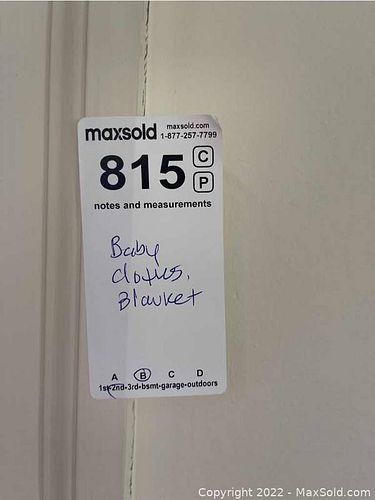 maxsold maxsold.com
1-877-257-7799
815 C
P
notes and measurements
Baby
clothes,
Blanket
A B C D
1st-2nd-3rd-bsmt-garage-outdoors
Copyright © 2022 - MaxSold.com